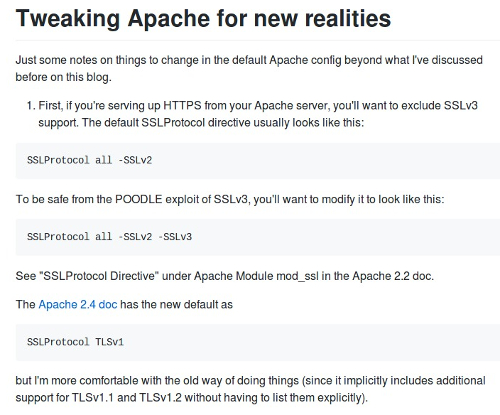 Tweaking Apache for new realities
Just some notes on things to change in the default Apache config beyond what I've discussed
before on this blog.
1. First, if you're serving up HTTPS from your Apache server, you'll want to exclude SSLv3
support. The default SSLProtocol directive usually looks like this:
SSLProtocol all -SSLv2
To be safe from the POODLE exploit of SSLv3, you'll want to modify it to look like this:
SSLProtocol all -SSLv2 -SSLv3
See "SSLProtocol Directive" under Apache Module mod_ssl in the Apache 2.2 doc.
The Apache 2.4 doc has the new default as
SSLProtocol TLSv1
but I'm more comfortable with the old way of doing things (since it implicitly includes additional
support for TLSv1.1 and TLSv1.2 without having to list them explicitly).